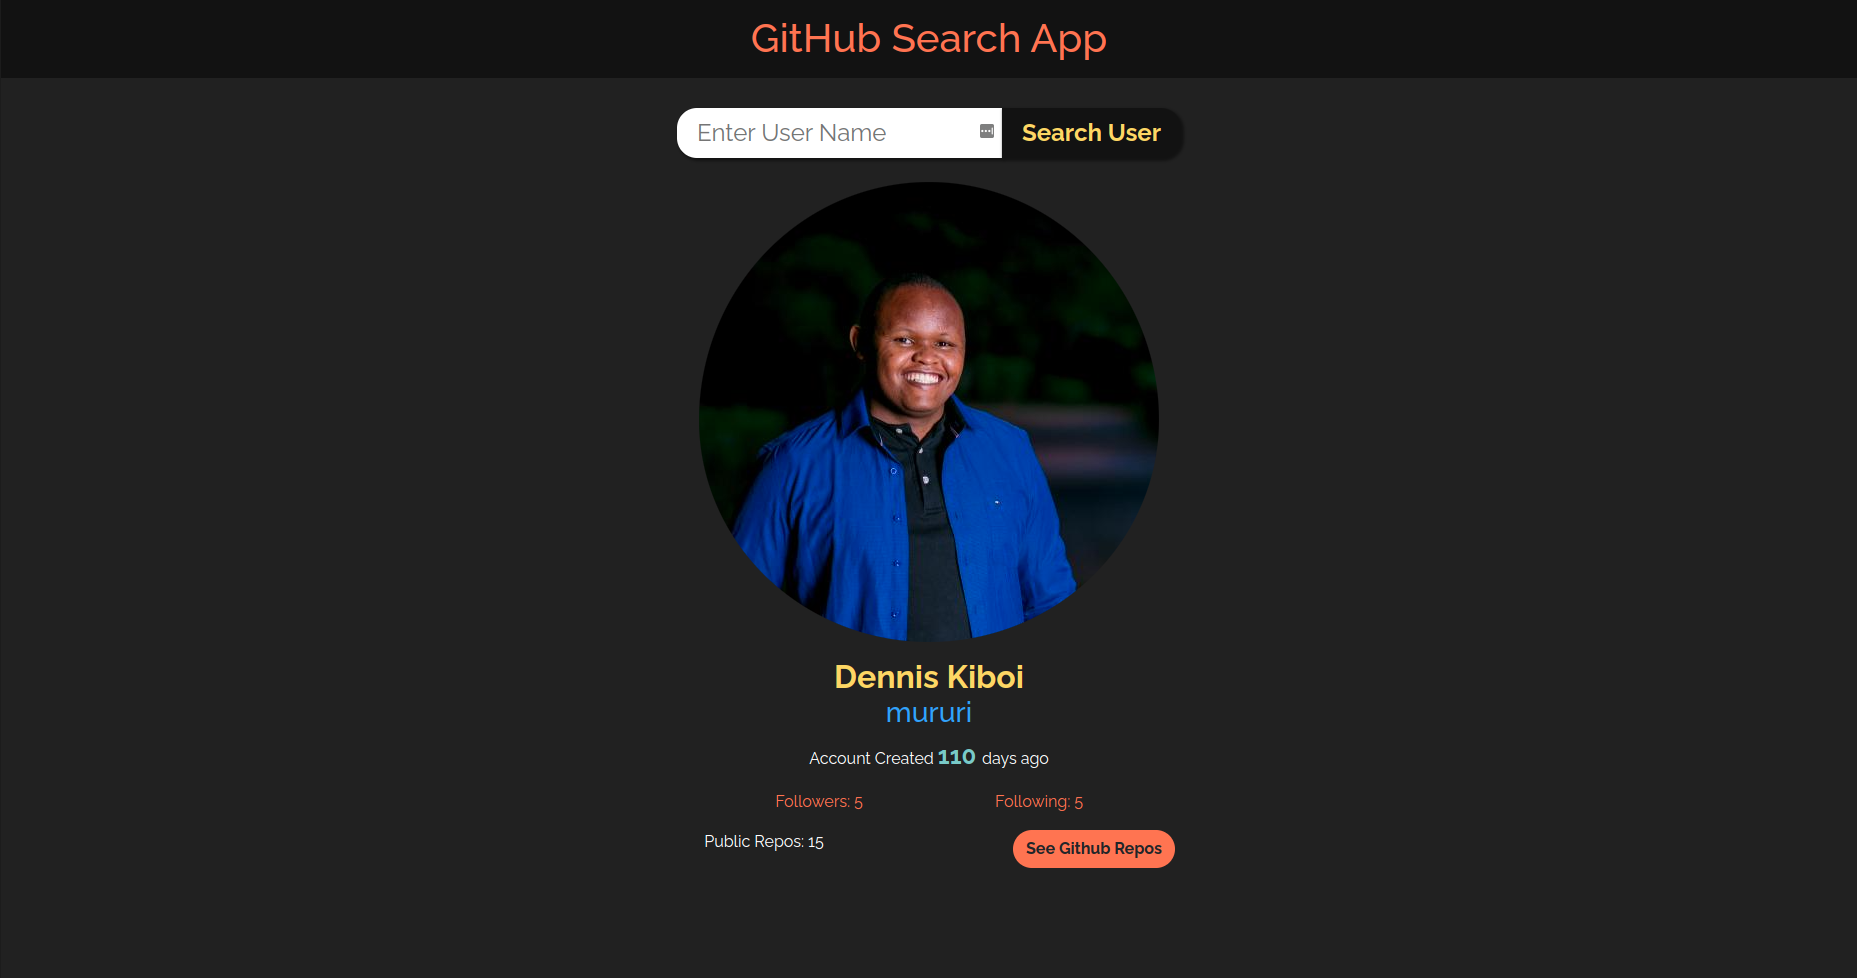 GitHub Search App
Enter User Name
Search User
Dennis Kiboi
mururi
Account Created 110 days ago
Followers: 5 Following: 5
Public Repos: 15 See Github Repos